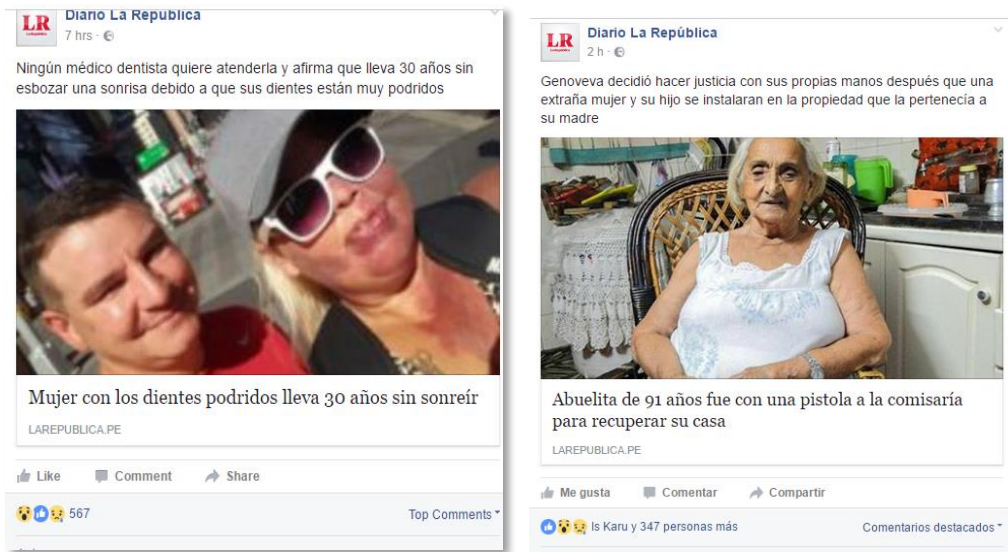 LR
Diario La República
7 hrs ·
Ningún médico dentista quiere atenderla y afirma que lleva 30 años sin
esbozar una sonrisa debido a que sus dientes están muy podridos
Mujer con los dientes podridos lleva 30 años sin sonreír
LAREPUBLICA.PE
Like Comment Share
567 Top Comments
LR
Diario La República
2 h ·
Genoveva decidió hacer justicia con sus propias manos después que una
extraña mujer y su hijo se instalaran en la propiedad que la pertenecía a
su madre
Abuelita de 91 años fue con una pistola a la comisaría
para recuperar su casa
LAREPUBLICA.PE
Me gusta Comentar Compartir
Is Karu y 347 personas más Comentarios destacados